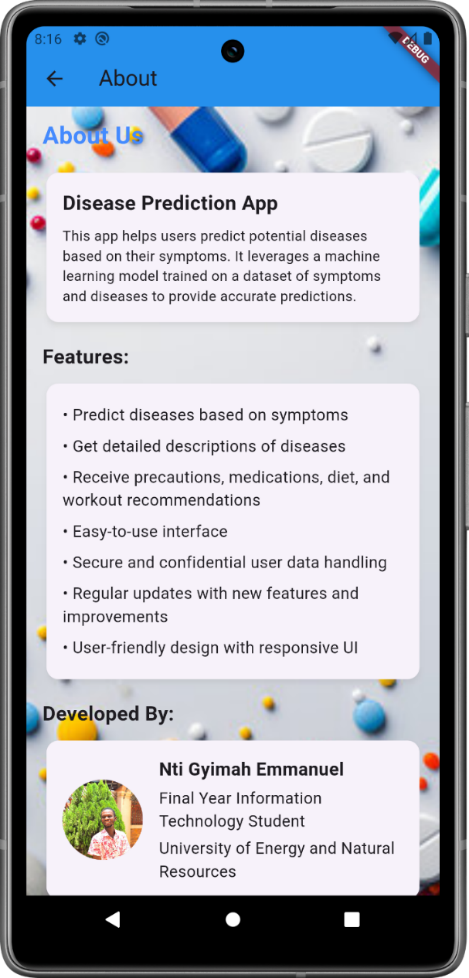 8:16
DEBUG
About
About Us
Disease Prediction App
This app helps users predict potential diseases
based on their symptoms. It leverages a machine
learning model trained on a dataset of symptoms
and diseases to provide accurate predictions.
Features:
• Predict diseases based on symptoms
• Get detailed descriptions of diseases
• Receive precautions, medications, diet, and
workout recommendations
• Easy-to-use interface
• Secure and confidential user data handling
• Regular updates with new features and
improvements
• User-friendly design with responsive UI
Developed By:
Nti Gyimah Emmanuel
Final Year Information
Technology Student
University of Energy and Natural
Resources